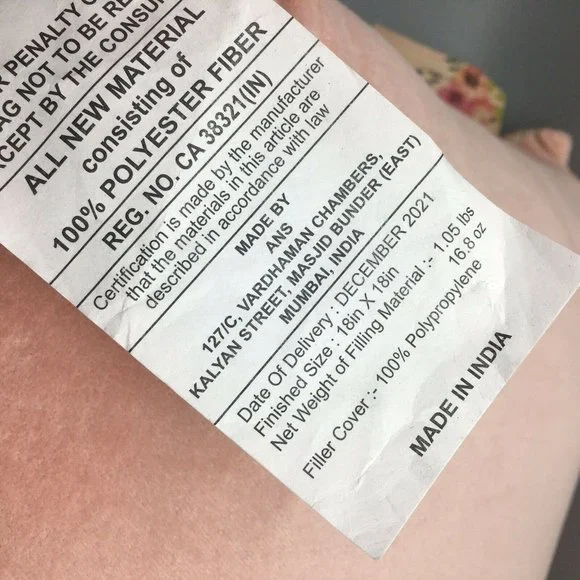 PENALTY
AG NOT TO BE RE
CEPT BY THE CONSU
ALL NEW MATERIAL
consisting of
100% POLYESTER FIBER
REG. NO. CA 38321(IN)
Certification is made by the manufacturer
that the materials in this article are
described in accordance with law
MADE BY
ANS
127/C, VARDHAMAN CHAMBERS,
KALYAN STREET, MASJID BUNDER (EAST)
MUMBAI, INDIA
Date Of Delivery : DECEMBER 2021
Finished Size : 18in X 18in
Net Weight of Filling Material :- 1.05 lbs
16.8 oz
Filler Cover :- 100% Polypropylene
MADE IN INDIA